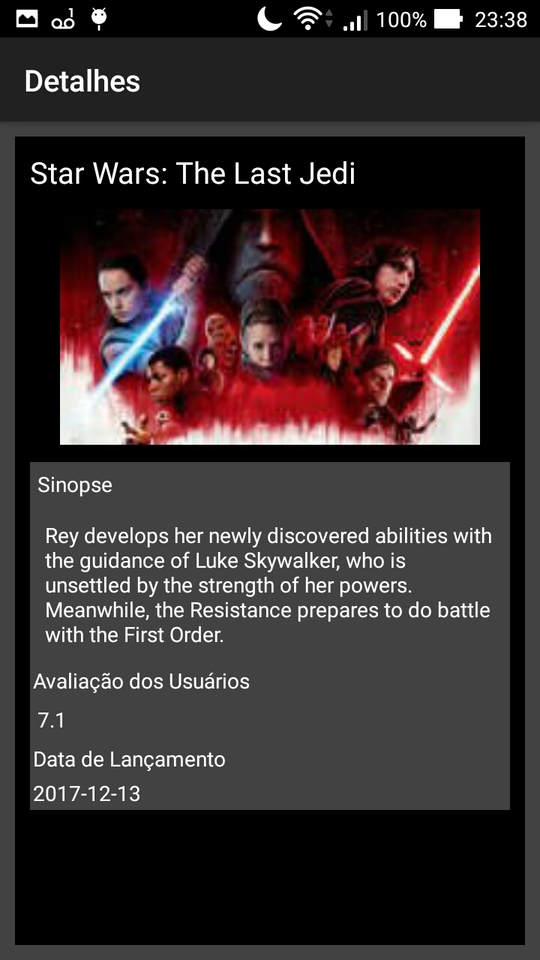 100% 23:38
Detalhes
Star Wars: The Last Jedi
Sinopse
Rey develops her newly discovered abilities with
the guidance of Luke Skywalker, who is
unsettled by the strength of her powers.
Meanwhile, the Resistance prepares to do battle
with the First Order.
Avaliação dos Usuários
7.1
Data de Lançamento
2017-12-13